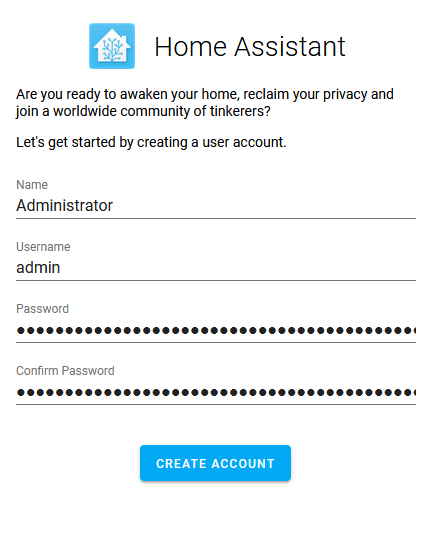 Home Assistant
Are you ready to awaken your home, reclaim your privacy and
join a worldwide community of tinkerers?
Let's get started by creating a user account.
Name
Administrator
Username
admin
Password
••••••••••••••••••••••••••••••••••••••••
Confirm Password
••••••••••••••••••••••••••••••••••••••••
CREATE ACCOUNT